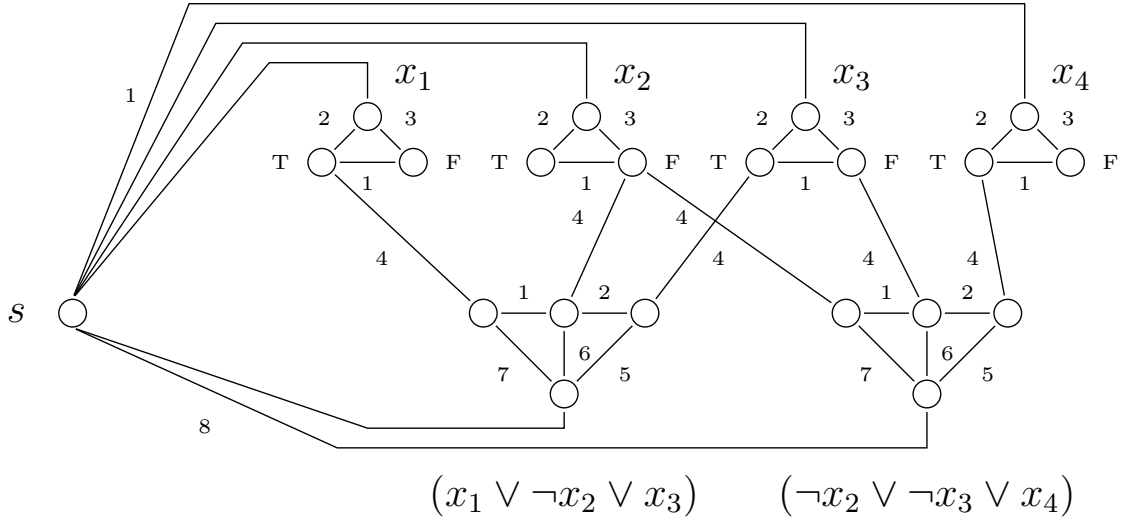 1
x₁ x₂ x₃ x₄
2 3 2 3 2 3 2 3
T F T F T F T F
1 1 1 1
4 4 4 4 4 4
s
1 2 1 2
7 6 5 7 6 5
8
(x₁ ∨ ¬x₂ ∨ x₃) (¬x₂ ∨ ¬x₃ ∨ x₄)